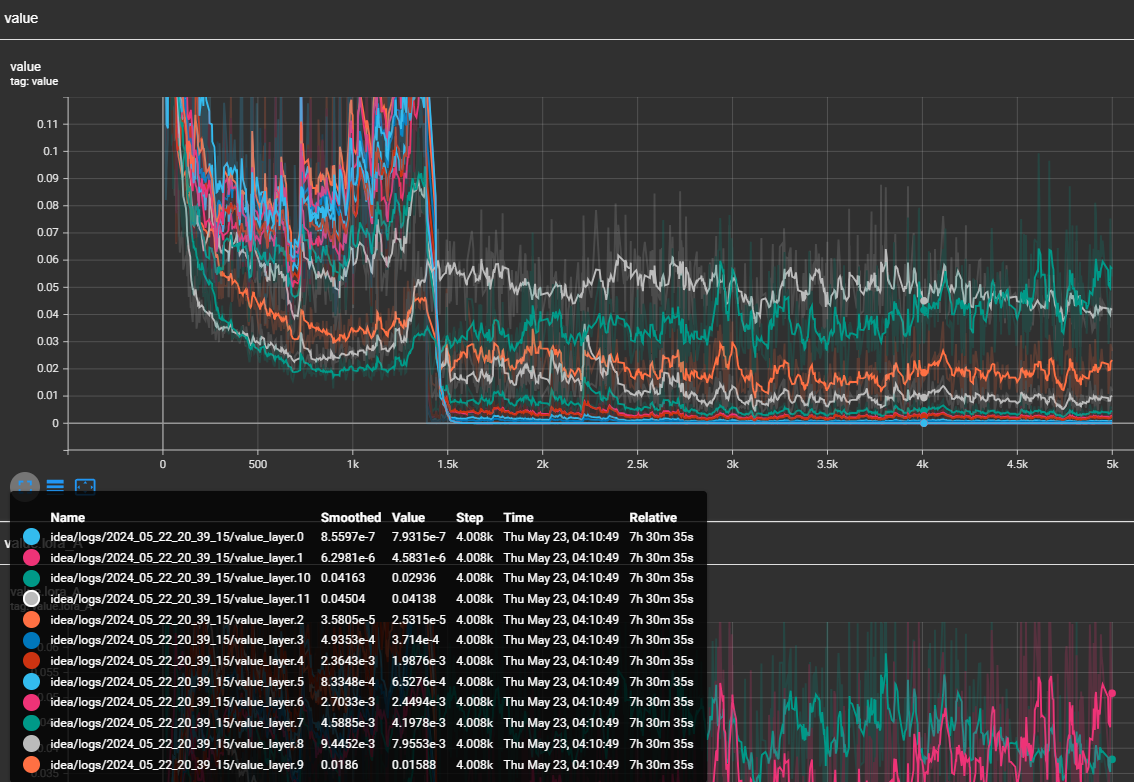 value
value
tag: value
0.11
0.1
0.09
0.08
0.07
0.06
0.05
0.04
0.03
0.02
0.01
0
0 500 1k 1.5k 2k 2.5k 3k 3.5k 4k 4.5k 5k
Name Smoothed Value Step Time Relative
idea/logs/2024_05_22_20_39_15/value_layer.0 8.5597e-7 7.9315e-7 4.008k Thu May 23, 04:10:49 7h 30m 35s
value.lora_A
idea/logs/2024_05_22_20_39_15/value_layer.1 6.2981e-6 4.5831e-6 4.008k Thu May 23, 04:10:49 7h 30m 35s
idea/logs/2024_05_22_20_39_15/value_layer.10 0.04163 0.02936 4.008k Thu May 23, 04:10:49 7h 30m 35s
value.lora_A
idea/logs/2024_05_22_20_39_15/value_layer.11 0.04504 0.04138 4.008k Thu May 23, 04:10:49 7h 30m 35s
tag: value.lora_A
idea/logs/2024_05_22_20_39_15/value_layer.2 3.5805e-5 2.5315e-5 4.008k Thu May 23, 04:10:49 7h 30m 35s
idea/logs/2024_05_22_20_39_15/value_layer.3 4.9353e-4 3.714e-4 4.008k Thu May 23, 04:10:49 7h 30m 35s
idea/logs/2024_05_22_20_39_15/value_layer.4 2.3643e-3 1.9876e-3 4.008k Thu May 23, 04:10:49 7h 30m 35s
idea/logs/2024_05_22_20_39_15/value_layer.5 8.3348e-4 6.5276e-4 4.008k Thu May 23, 04:10:49 7h 30m 35s
idea/logs/2024_05_22_20_39_15/value_layer.6 2.7033e-3 2.4494e-3 4.008k Thu May 23, 04:10:49 7h 30m 35s
idea/logs/2024_05_22_20_39_15/value_layer.7 4.5885e-3 4.1978e-3 4.008k Thu May 23, 04:10:49 7h 30m 35s
idea/logs/2024_05_22_20_39_15/value_layer.8 9.4452e-3 7.9553e-3 4.008k Thu May 23, 04:10:49 7h 30m 35s
idea/logs/2024_05_22_20_39_15/value_layer.9 0.0186 0.01588 4.008k Thu May 23, 04:10:49 7h 30m 35s
0.035